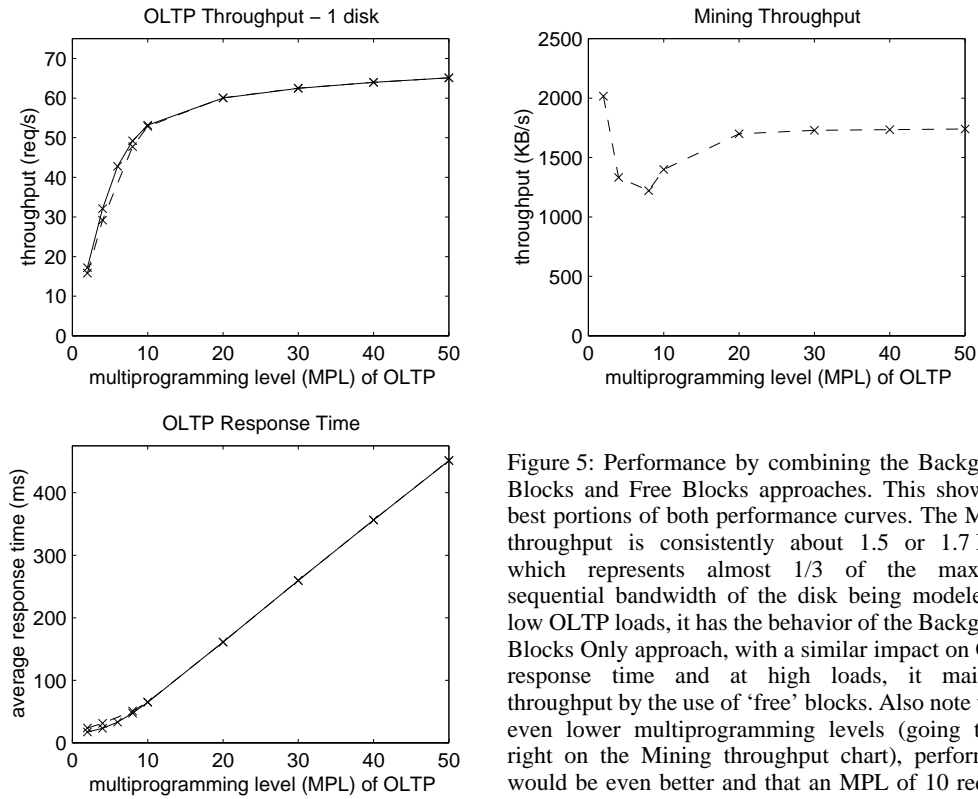 OLTP Throughput – 1 disk
throughput (req/s)
70
60
50
40
30
20
10
0
0 10 20 30 40 50
multiprogramming level (MPL) of OLTP
Mining Throughput
throughput (KB/s)
2500
2000
1500
1000
500
0
0 10 20 30 40 50
multiprogramming level (MPL) of OLTP
OLTP Response Time
average response time (ms)
400
300
200
100
0
0 10 20 30 40 50
multiprogramming level (MPL) of OLTP
Figure 5: Performance by combining the Backg
Blocks and Free Blocks approaches. This show
best portions of both performance curves. The M
throughput is consistently about 1.5 or 1.7
which represents almost 1/3 of the max
sequential bandwidth of the disk being modele
low OLTP loads, it has the behavior of the Backg
Blocks Only approach, with a similar impact on
response time and at high loads, it mai
throughput by the use of ‘free’ blocks. Also note
even lower multiprogramming levels (going t
right on the Mining throughput chart), perform
would be even better and that an MPL of 10 re